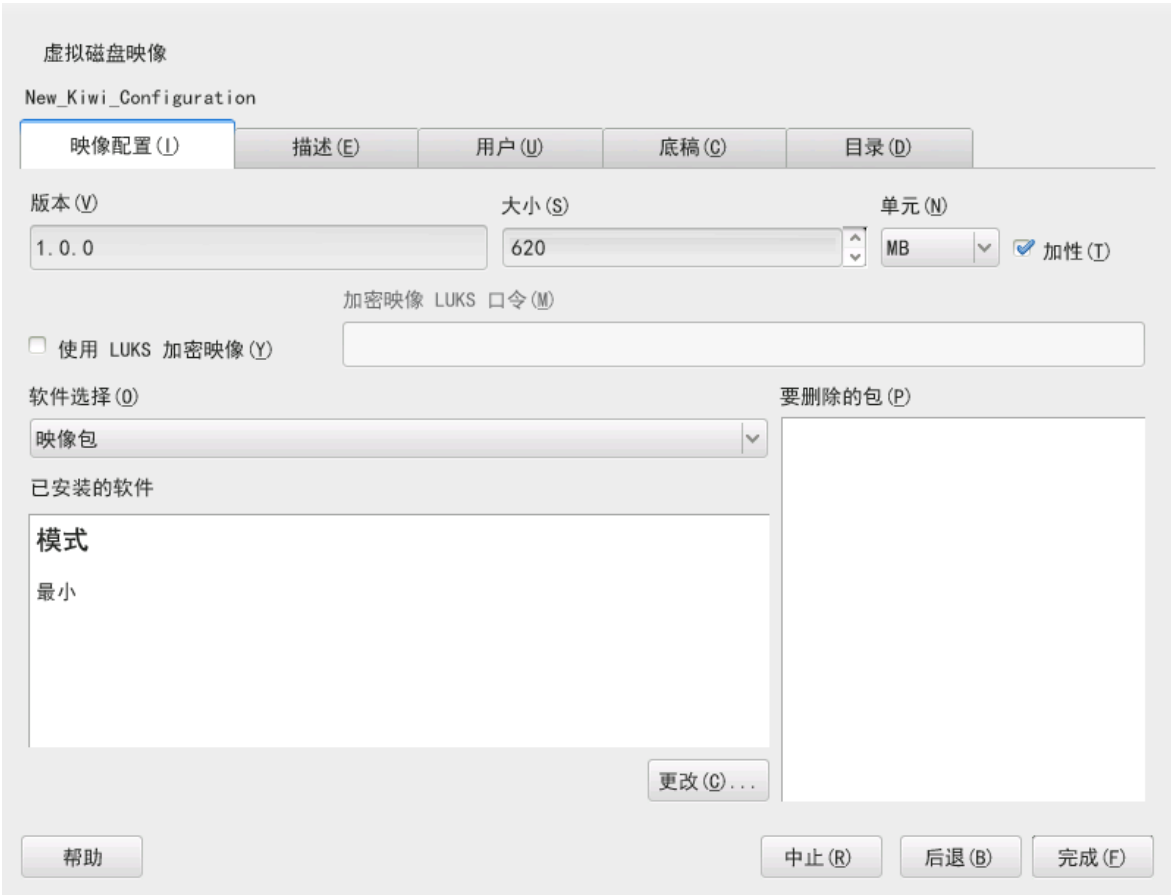 虚拟磁盘映像
New_Kiwi_Configuration
映像配置(I) 描述(E) 用户(U) 底稿(C) 目录(D)
版本(V) 大小(S) 单元(N)
1.0.0 620 MB 加性(T)
加密映像 LUKS 口令(M)
使用 LUKS 加密映像(Y)
软件选择(O) 要删除的包(P)
映像包
已安装的软件
模式
最小
更改(C)...
帮助 中止(R) 后退(B) 完成(F)